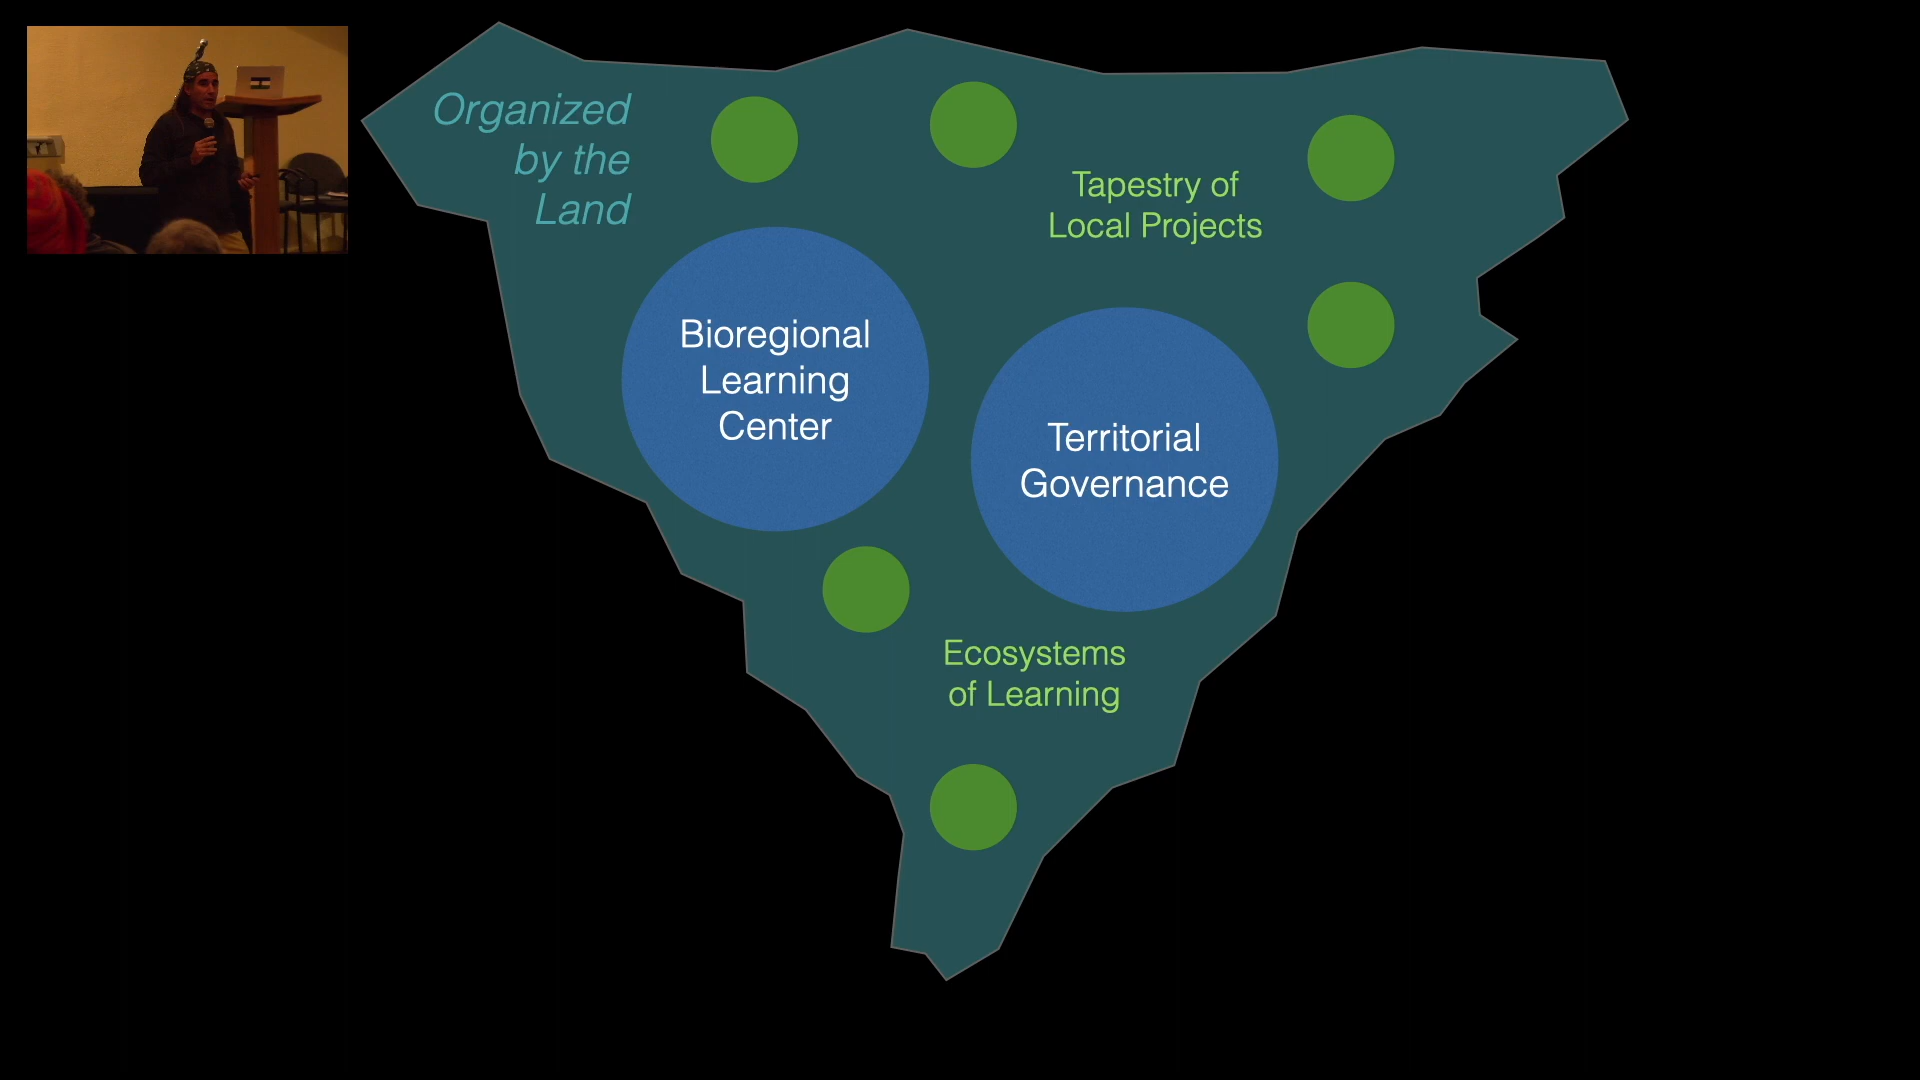 Organized
by the
Land
Tapestry of
Local Projects
Bioregional
Learning
Center
Territorial
Governance
Ecosystems
of Learning